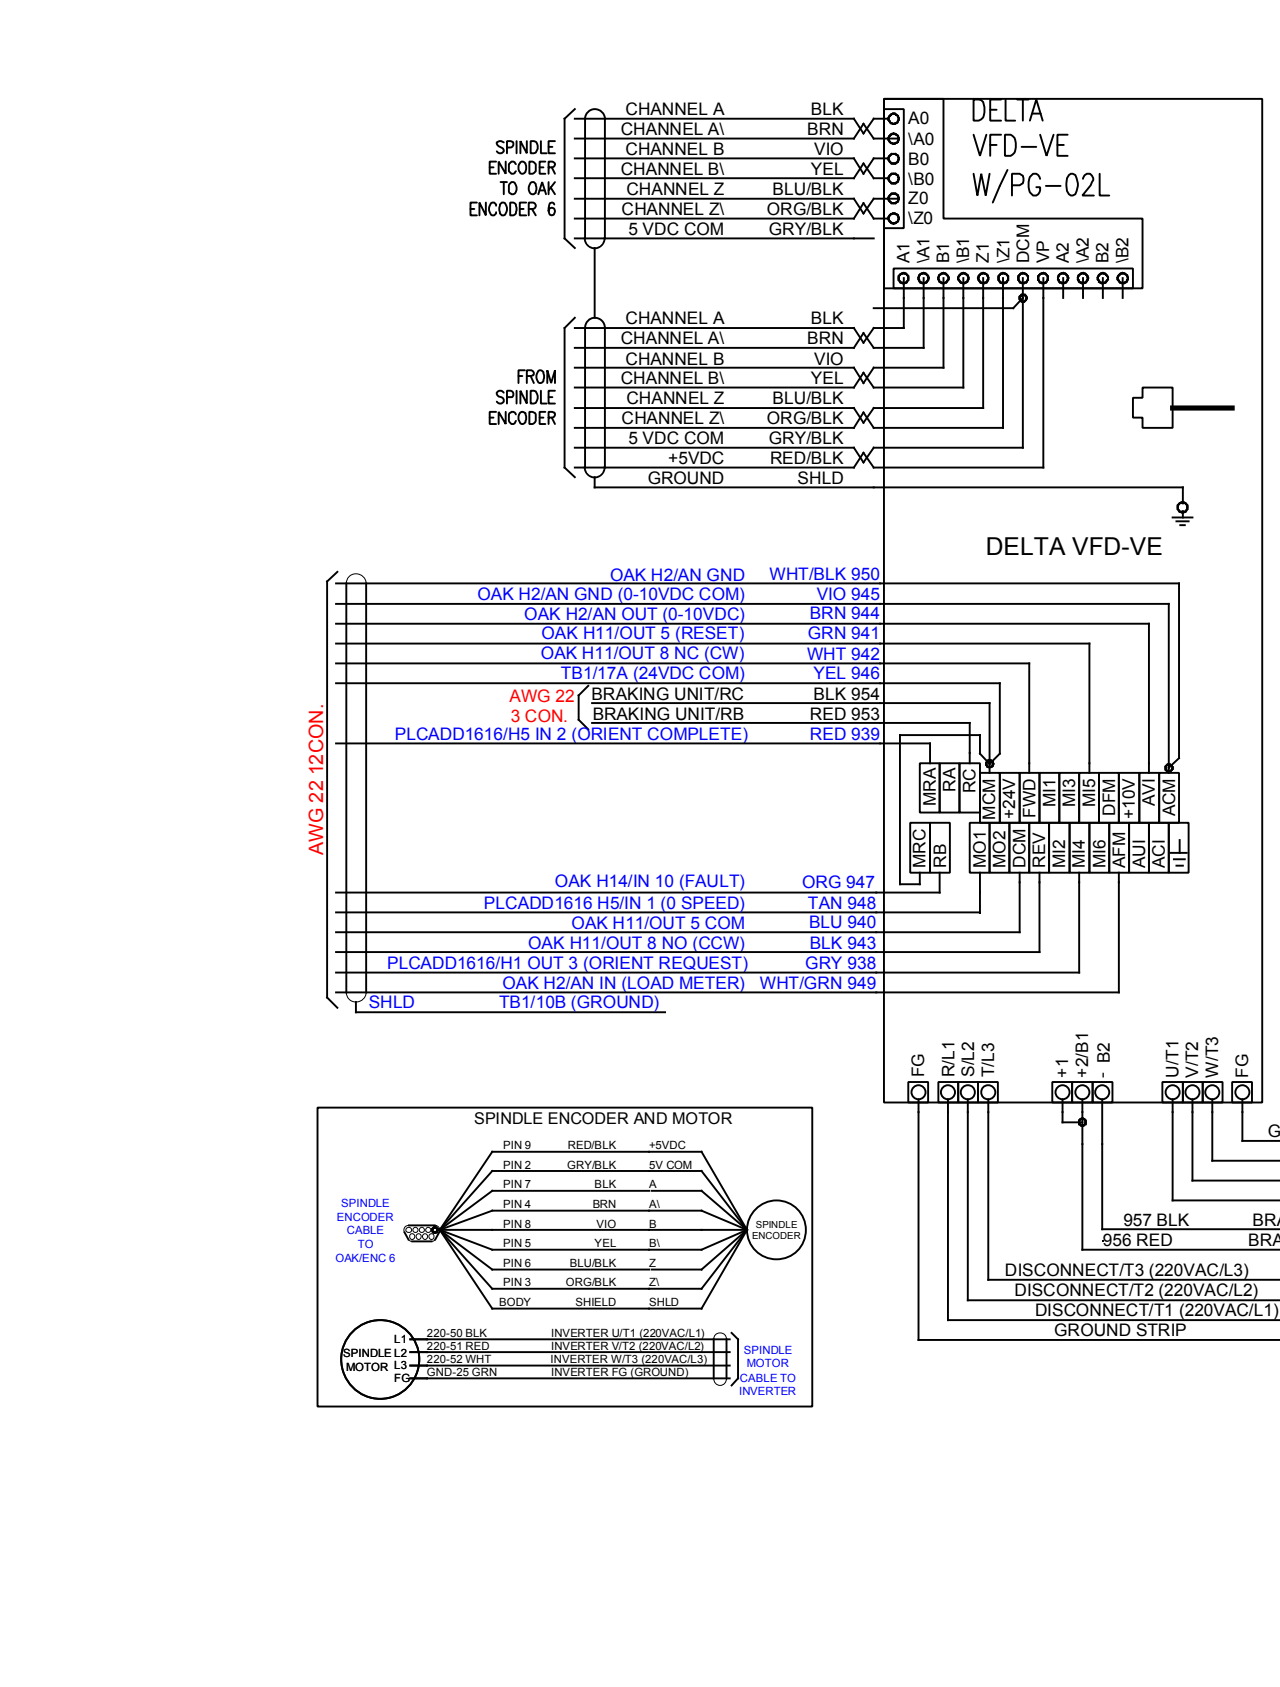 DELTA
VFD-VE
W/PG-02L
SPINDLE
ENCODER
TO OAK
ENCODER 6
CHANNEL A BLK
CHANNEL A\ BRN
CHANNEL B VIO
CHANNEL B\ YEL
CHANNEL Z BLU/BLK
CHANNEL Z\ ORG/BLK
5 VDC COM GRY/BLK
A0
\A0
B0
\B0
Z0
\Z0
A1 \A1 B1 \B1 Z1 \Z1 DCM VP A2 \A2 B2 \B2
FROM
SPINDLE
ENCODER
CHANNEL A BLK
CHANNEL A\ BRN
CHANNEL B VIO
CHANNEL B\ YEL
CHANNEL Z BLU/BLK
CHANNEL Z\ ORG/BLK
5 VDC COM GRY/BLK
+5VDC RED/BLK
GROUND SHLD
DELTA VFD-VE
AWG 22 12CON.
OAK H2/AN GND WHT/BLK 950
OAK H2/AN GND (0-10VDC COM) VIO 945
OAK H2/AN OUT (0-10VDC) BRN 944
OAK H11/OUT 5 (RESET) GRN 941
OAK H11/OUT 8 NC (CW) WHT 942
TB1/17A (24VDC COM) YEL 946
AWG 22
3 CON.
BRAKING UNIT/RC BLK 954
BRAKING UNIT/RB RED 953
PLCADD1616/H5 IN 2 (ORIENT COMPLETE) RED 939
MRA RA RC MCM +24V FWD MI1 MI3 MI5 DFM +10V AVI ACM
MRC RB MO1 MO2 DCM REV MI2 MI4 MI6 AFM AUI ACI
OAK H14/IN 10 (FAULT) ORG 947
PLCADD1616 H5/IN 1 (0 SPEED) TAN 948
OAK H11/OUT 5 COM BLU 940
OAK H11/OUT 8 NO (CCW) BLK 943
PLCADD1616/H1 OUT 3 (ORIENT REQUEST) GRY 938
OAK H2/AN IN (LOAD METER) WHT/GRN 949
SHLD TB1/10B (GROUND)
FG R/L1 S/L2 T/L3 +1 +2/B1 - B2 U/T1 V/T2 W/T3 FG
G
957 BLK BRA
956 RED BRA
DISCONNECT/T3 (220VAC/L3)
DISCONNECT/T2 (220VAC/L2)
DISCONNECT/T1 (220VAC/L1)
GROUND STRIP
SPINDLE ENCODER AND MOTOR
SPINDLE
ENCODER
CABLE
TO
OAK/ENC 6
PIN 9 RED/BLK +5VDC
PIN 2 GRY/BLK 5V COM
PIN 7 BLK A
PIN 4 BRN A\
PIN 8 VIO B
PIN 5 YEL B\
PIN 6 BLU/BLK Z
PIN 3 ORG/BLK Z\
BODY SHIELD SHLD
SPINDLE
ENCODER
SPINDLE
MOTOR
L1 220-50 BLK INVERTER U/T1 (220VAC/L1)
L2 220-51 RED INVERTER V/T2 (220VAC/L2)
L3 220-52 WHT INVERTER W/T3 (220VAC/L3)
FG GND-25 GRN INVERTER FG (GROUND)
SPINDLE
MOTOR
CABLE TO
INVERTER